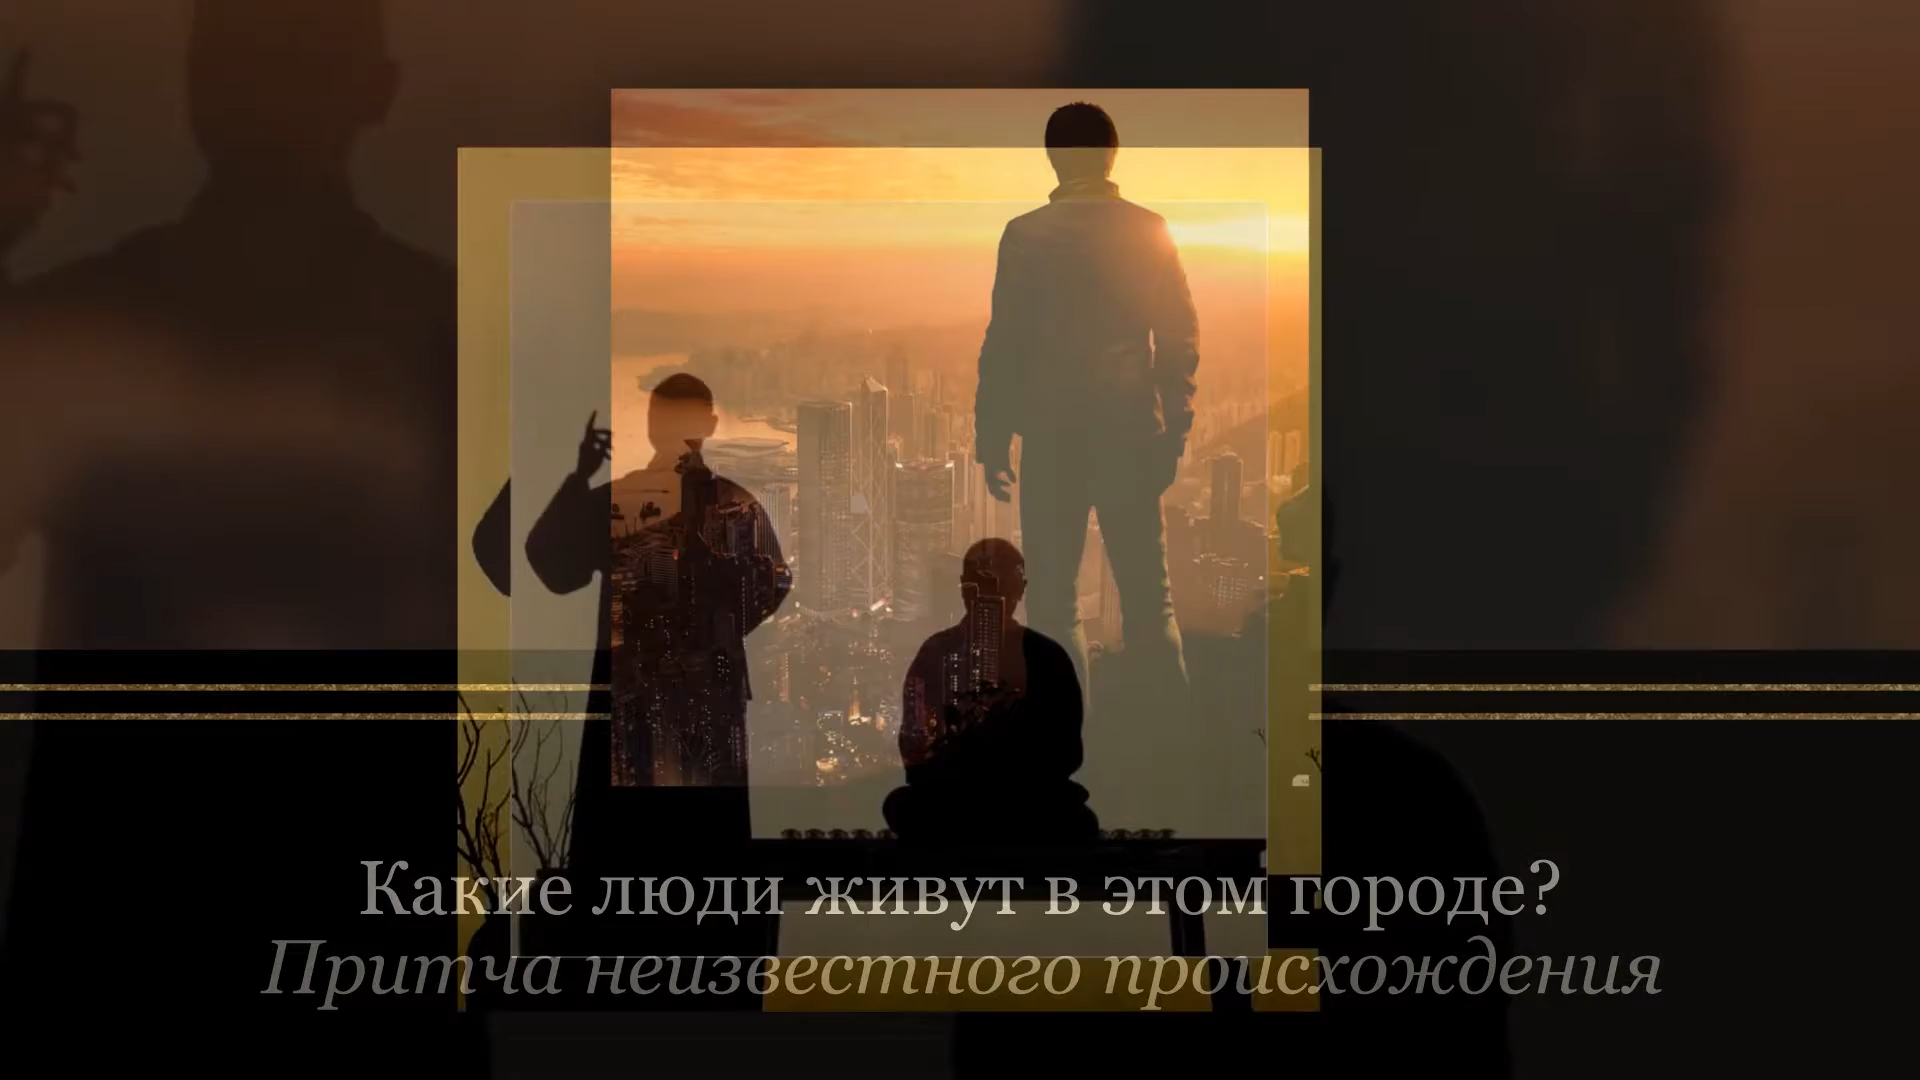 Какие люди живут в этом городе?
Притча неизвестного происхождения